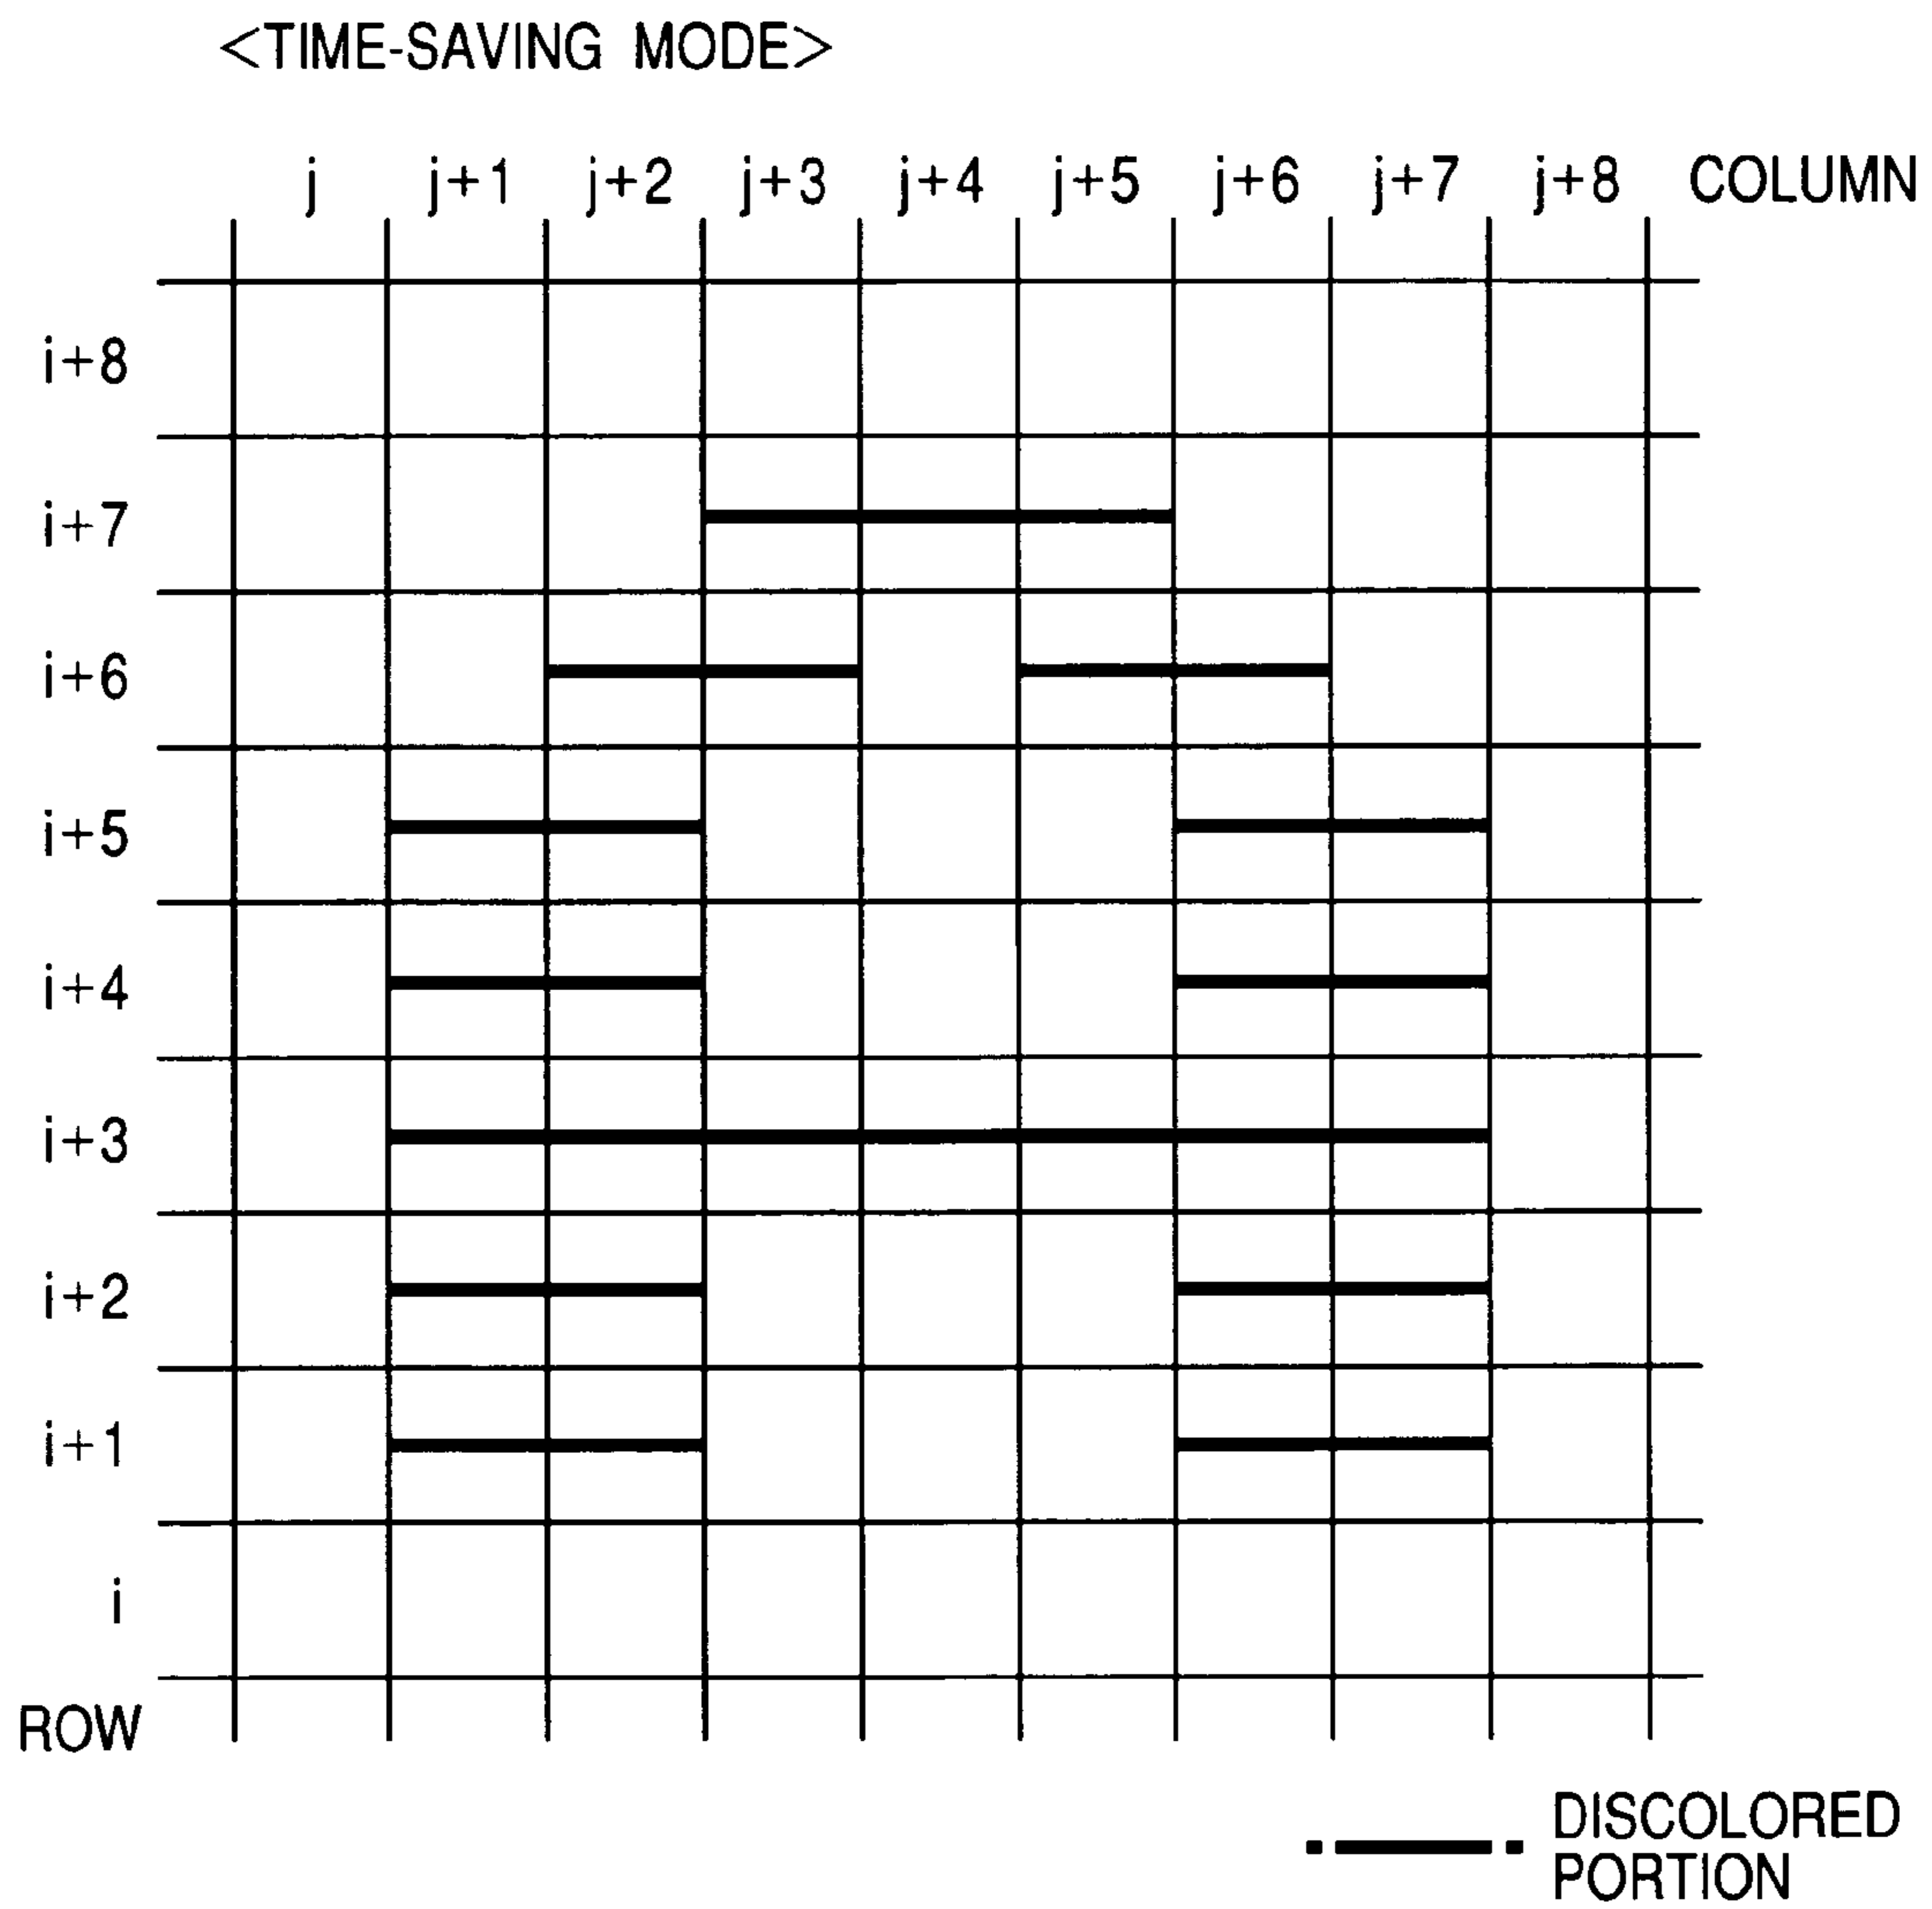 <TIME-SAVING MODE>
j j+1 j+2 j+3 j+4 j+5 j+6 j+7 j+8 COLUMN
i+8
i+7
i+6
i+5
i+4
i+3
i+2
i+1
i
ROW
DISCOLORED
PORTION